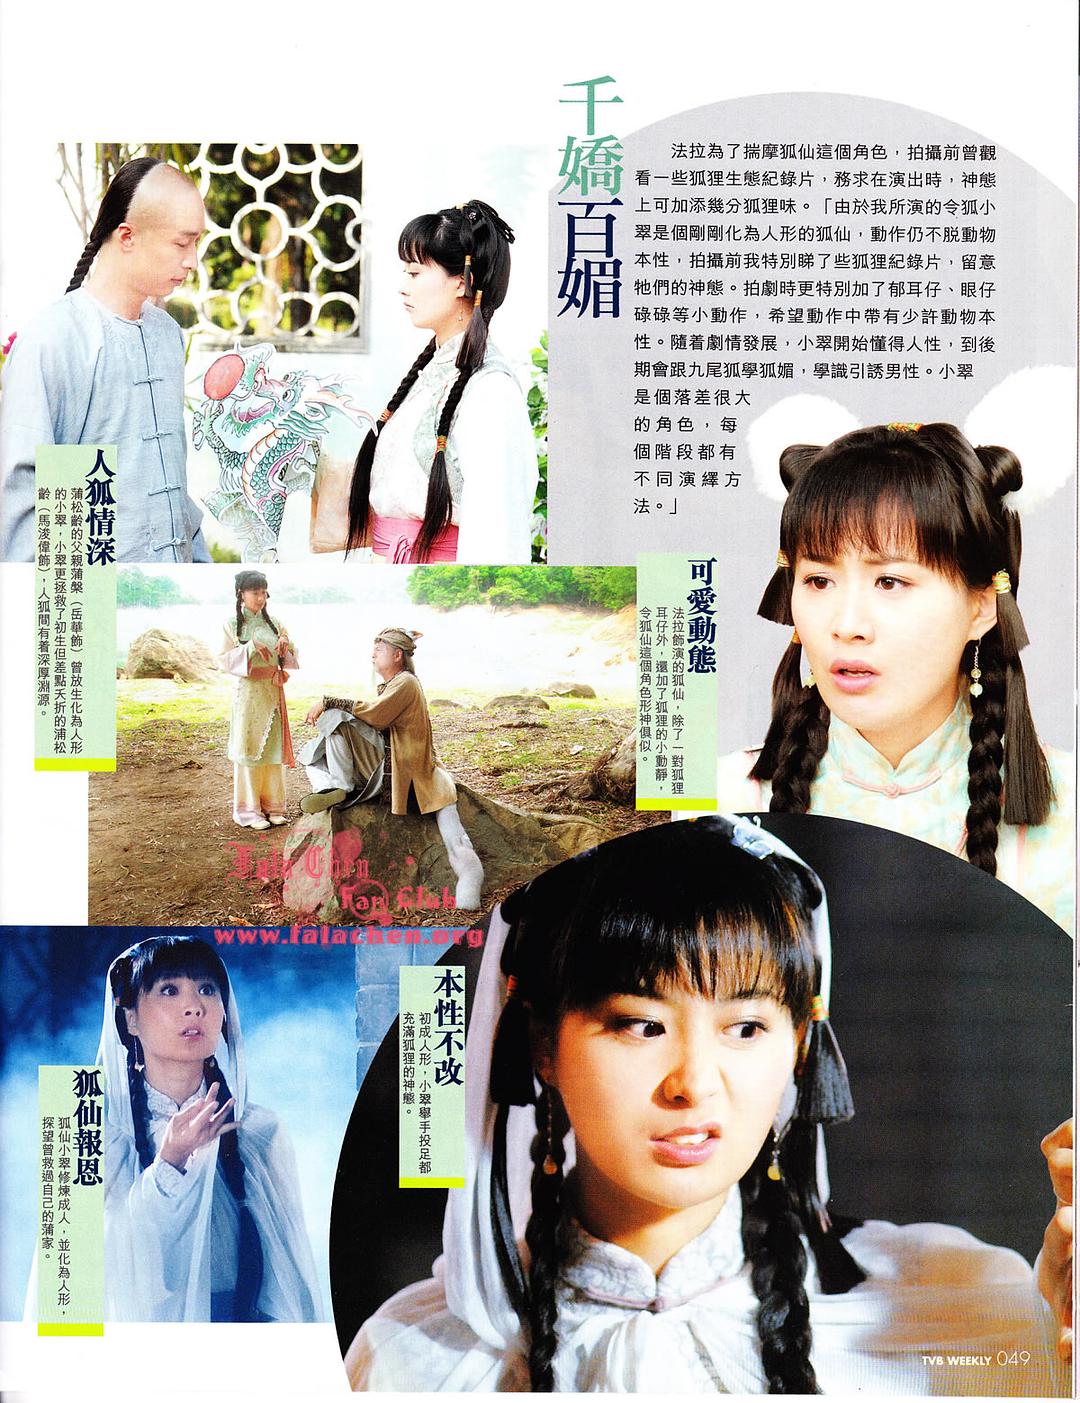 千嬌百媚
法拉為了揣摩狐仙這個角色，拍攝前曾觀
看一些狐狸生態紀錄片，務求在演出時，神態
上可加添幾分狐狸味。「由於我所演的令狐小
翠是個剛剛化為人形的狐仙，動作仍不脱動物
本性，拍攝前我特別睇了些狐狸紀錄片，留意
牠們的神態。拍劇時更特別加了郁耳仔、眼仔
碌碌等小動作，希望動作中帶有少許動物本
性。隨着劇情發展，小翠開始懂得人性，到後
期會跟九尾狐學狐媚，學識引誘男性。小翠
是個落差很大
的角色，每
個階段都有
不同演繹方
法。」
人狐情深
蒲松齡的父親蒲槃（岳華飾）曾放生化為人形
的小翠，小翠更拯救了初生但差點夭折的蒲松
齡（馬浚偉飾），人狐間有着深厚淵源。
可愛動態
法拉飾演的狐仙，除了一對狐狸
耳仔外，還加了狐狸的小動靜，
令狐仙這個角色形神俱似。
Fala Chen
Fan Club
www.falachen.org
本性不改
初成人形，小翠舉手投足都
充滿狐狸的神態。
狐仙報恩
狐仙小翠修煉成人，並化為人形，
探望曾救過自己的蒲家。
TVB WEEKLY 049